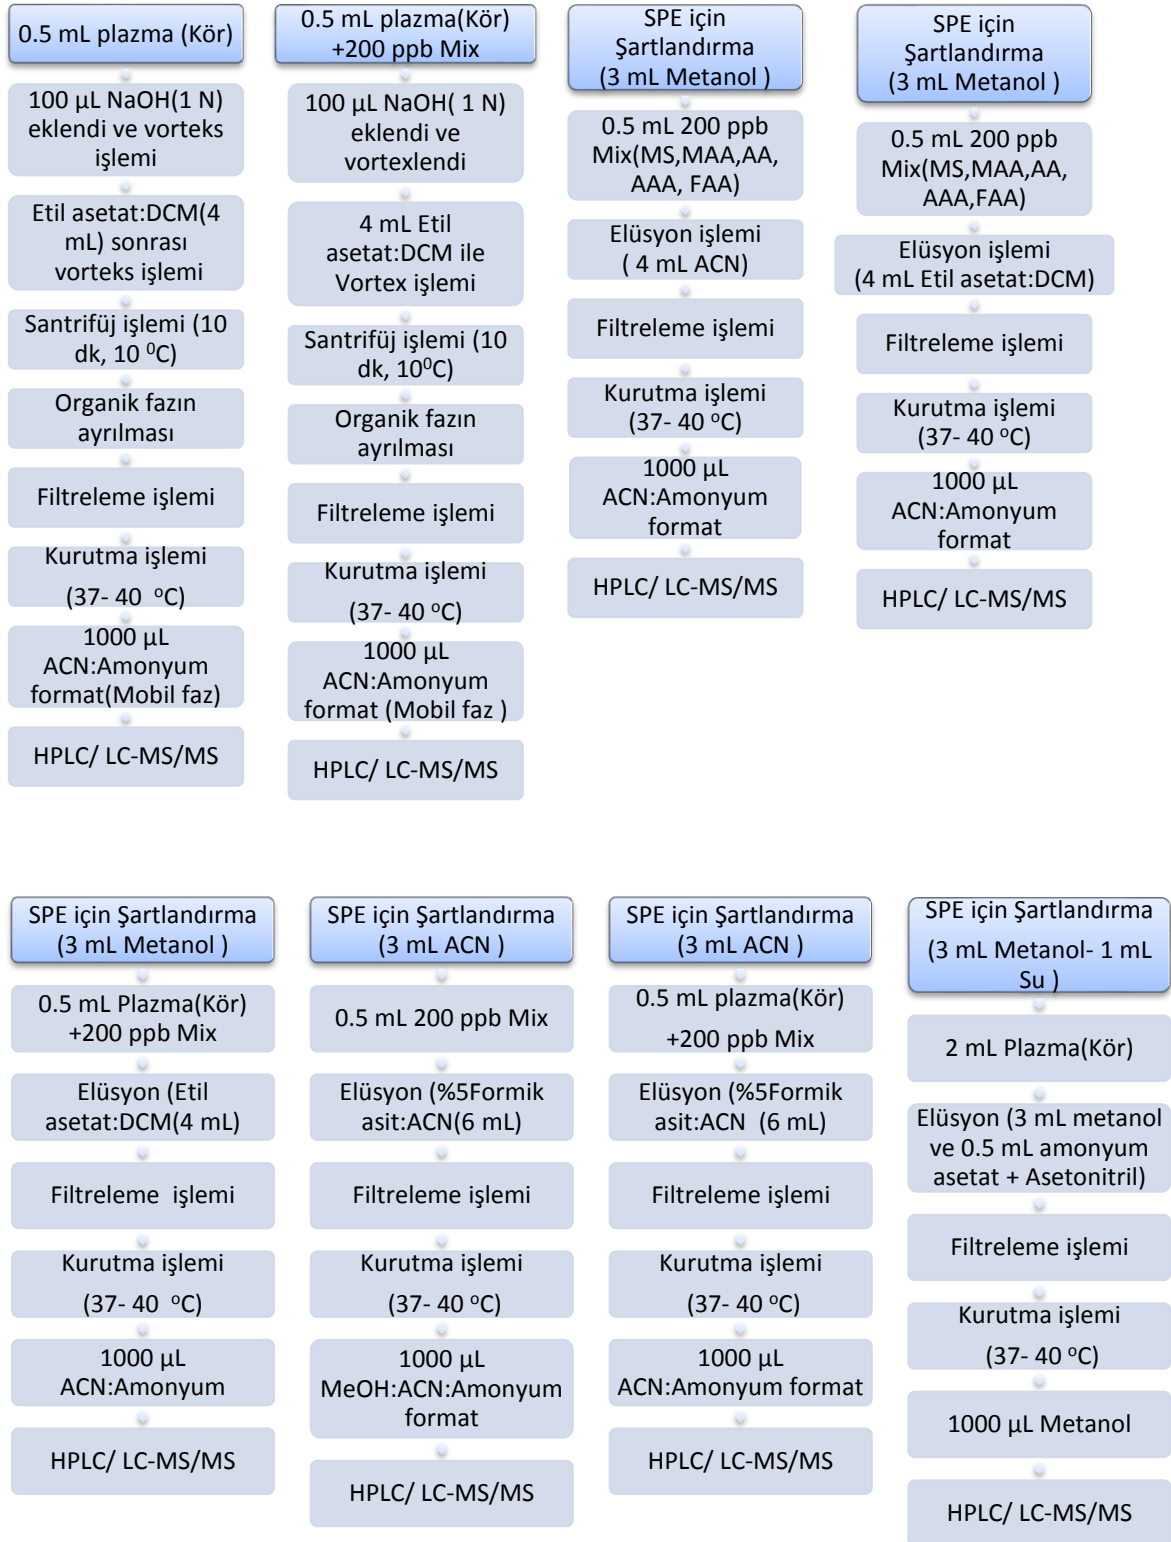 0.5 mL plazma (Kör)
100 µL NaOH(1 N)
eklendi ve vorteks
işlemi
Etil asetat:DCM(4
mL) sonrası
vorteks işlemi
Santrifüj işlemi (10
dk, 10 ⁰C)
Organik fazın
ayrılması
Filtreleme işlemi
Kurutma işlemi
(37- 40 ᵒC)
1000 µL
ACN:Amonyum
format(Mobil faz)
HPLC/ LC-MS/MS
0.5 mL plazma(Kör)
+200 ppb Mix
100 µL NaOH( 1 N)
eklendi ve
vortexlendi
4 mL Etil
asetat:DCM ile
Vortex işlemi
Santrifüj işlemi (10
dk, 10⁰C)
Organik fazın
ayrılması
Filtreleme işlemi
Kurutma işlemi
(37- 40 ᵒC)
1000 µL
ACN:Amonyum
format (Mobil faz )
HPLC/ LC-MS/MS
SPE için
Şartlandırma
(3 mL Metanol )
0.5 mL 200 ppb
Mix(MS,MAA,AA,
AAA, FAA)
Elüsyon işlemi
( 4 mL ACN)
Filtreleme işlemi
Kurutma işlemi
(37- 40 ᵒC)
1000 µL
ACN:Amonyum
format
HPLC/ LC-MS/MS
SPE için
Şartlandırma
(3 mL Metanol )
0.5 mL 200 ppb
Mix(MS,MAA,AA,
AAA,FAA)
Elüsyon işlemi
(4 mL Etil asetat:DCM)
Filtreleme işlemi
Kurutma işlemi
(37- 40 ᵒC)
1000 µL
ACN:Amonyum
format
HPLC/ LC-MS/MS
SPE için Şartlandırma
(3 mL Metanol )
0.5 mL Plazma(Kör)
+200 ppb Mix
Elüsyon (Etil
asetat:DCM(4 mL)
Filtreleme işlemi
Kurutma işlemi
(37- 40 ᵒC)
1000 µL
ACN:Amonyum
HPLC/ LC-MS/MS
SPE için Şartlandırma
(3 mL ACN )
0.5 mL 200 ppb Mix
Elüsyon (%5Formik
asit:ACN(6 mL)
Filtreleme işlemi
Kurutma işlemi
(37- 40 ᵒC)
1000 µL
MeOH:ACN:Amonyum
format
HPLC/ LC-MS/MS
SPE için Şartlandırma
(3 mL ACN )
0.5 mL plazma(Kör)
+200 ppb Mix
Elüsyon (%5Formik
asit:ACN (6 mL)
Filtreleme işlemi
Kurutma işlemi
(37- 40 ᵒC)
1000 µL
ACN:Amonyum format
HPLC/ LC-MS/MS
SPE için Şartlandırma
(3 mL Metanol- 1 mL
Su )
2 mL Plazma(Kör)
Elüsyon (3 mL metanol
ve 0.5 mL amonyum
asetat + Asetonitril)
Filtreleme işlemi
Kurutma işlemi
(37- 40 ᵒC)
1000 µL Metanol
HPLC/ LC-MS/MS